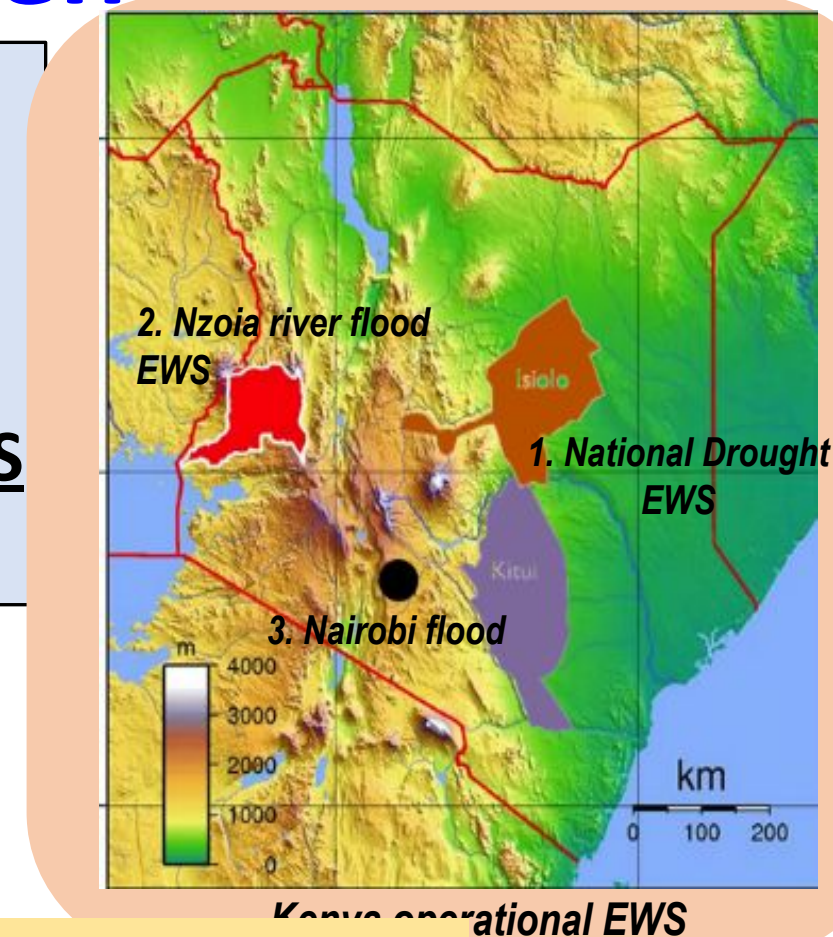 2. Nzoia river flood
EWS
Isiolo
1. National Drought
EWS
Kitui
3. Nairobi flood
m
4000
3000
2000
1000
0
km
0 100 200
Kenya operational EWS
S